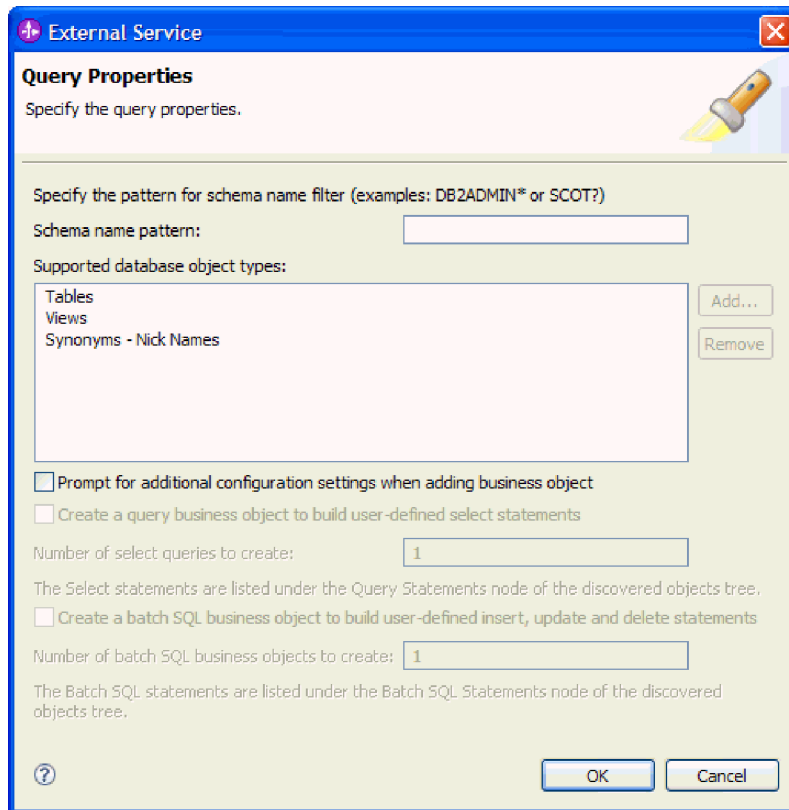 External Service
Query Properties
Specify the query properties.
Specify the pattern for schema name filter (examples: DB2ADMIN* or SCOT?)
Schema name pattern:
Supported database object types:
Tables
Views
Synonyms - Nick Names
Add...
Remove
Prompt for additional configuration settings when adding business object
Create a query business object to build user-defined select statements
Number of select queries to create: 1
The Select statements are listed under the Query Statements node of the discovered objects tree.
Create a batch SQL business object to build user-defined insert, update and delete statements
Number of batch SQL business objects to create: 1
The Batch SQL statements are listed under the Batch SQL Statements node of the discovered
objects tree.
? OK Cancel